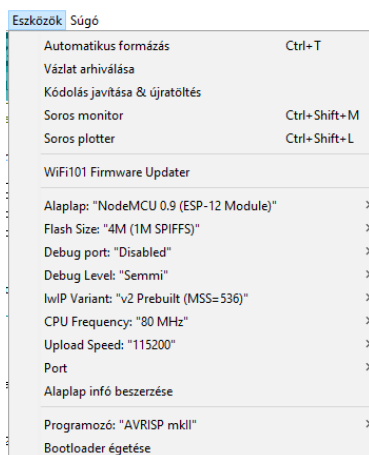 Eszközök Súgó
Automatikus formázás Ctrl+T
Vázlat arhiválása
Kódolás javítása & újratöltés
Soros monitor Ctrl+Shift+M
Soros plotter Ctrl+Shift+L
WiFi101 Firmware Updater
Alaplap: "NodeMCU 0.9 (ESP-12 Module)"
Flash Size: "4M (1M SPIFFS)"
Debug port: "Disabled"
Debug Level: "Semmi"
IwIP Variant: "v2 Prebuilt (MSS=536)"
CPU Frequency: "80 MHz"
Upload Speed: "115200"
Port
Alaplap infó beszerzése
Programozó: "AVRISP mkII"
Bootloader égetése